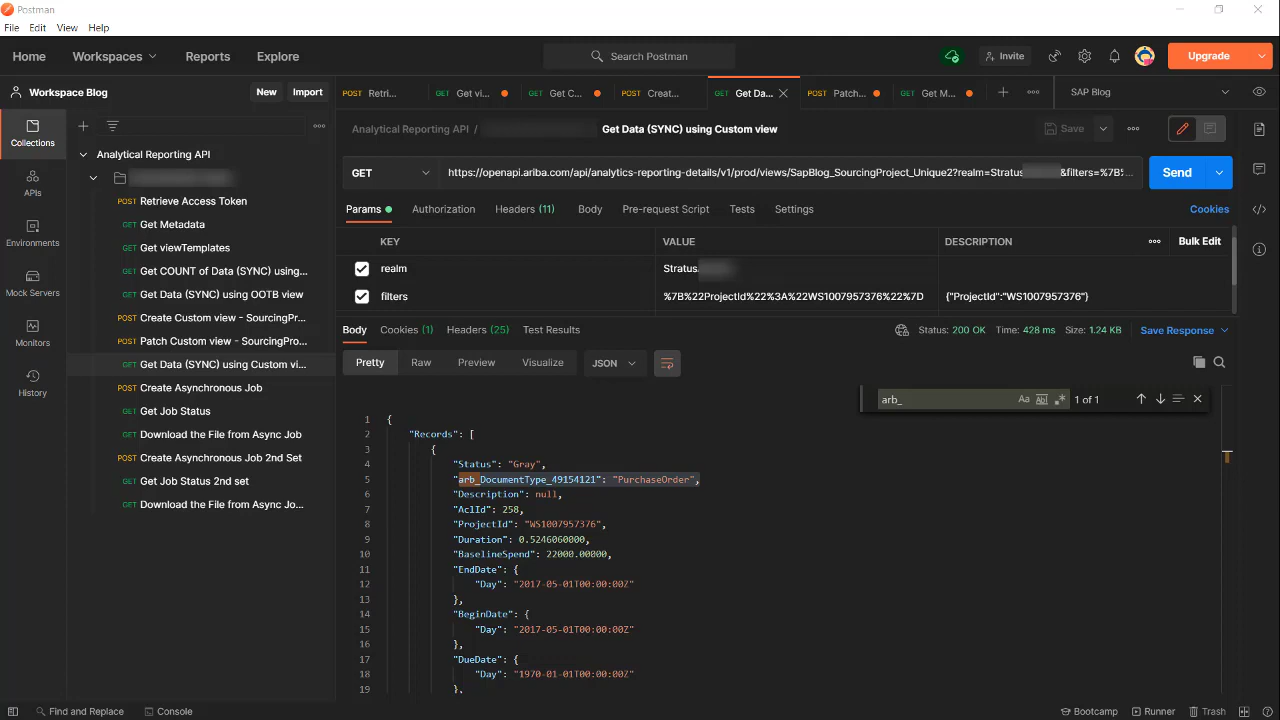 Postman
File Edit View Help
Home Workspaces Reports Explore Search Postman Invite Upgrade
Workspace Blog New Import
POST Retri... GET Get vi... GET Get C... POST Creat... GET Get Da... POST Patch... GET Get M... SAP Blog
Collections
APIs
Environments
Mock Servers
Monitors
History
Analytical Reporting API
POST Retrieve Access Token
GET Get Metadata
GET Get viewTemplates
GET Get COUNT of Data (SYNC) using...
GET Get Data (SYNC) using OOTB view
POST Create Custom view - SourcingPr...
POST Patch Custom view - SourcingPro...
GET Get Data (SYNC) using Custom vi...
POST Create Asynchronous Job
GET Get Job Status
GET Download the File from Async Job
POST Create Asynchronous Job 2nd Set
GET Get Job Status 2nd set
GET Download the File from Async Jo...
Analytical Reporting API / Get Data (SYNC) using Custom view Save
GET https://openapi.ariba.com/api/analytics-reporting-details/v1/prod/views/SapBlog_SourcingProject_Unique2?realm=Stratus &filters=%7B%... Send
Params Authorization Headers (11) Body Pre-request Script Tests Settings Cookies
KEY VALUE DESCRIPTION Bulk Edit
realm Stratus
filters %7B%22ProjectId%22%3A%22WS1007957376%22%7D {"ProjectId":"WS1007957376"}
Body Cookies (1) Headers (25) Test Results Status: 200 OK Time: 428 ms Size: 1.24 KB Save Response
Pretty Raw Preview Visualize JSON
arb_ Aa Abl .* 1 of 1
1 {
2 "Records": [
3 {
4 "Status": "Gray",
5 "arb_DocumentType_49154121": "PurchaseOrder",
6 "Description": null,
7 "AclId": 258,
8 "ProjectId": "WS1007957376",
9 "Duration": 0.5246060000,
10 "BaselineSpend": 22000.00000,
11 "EndDate": {
12 "Day": "2017-05-01T00:00:00Z"
13 },
14 "BeginDate": {
15 "Day": "2017-05-01T00:00:00Z"
16 },
17 "DueDate": {
18 "Day": "1970-01-01T00:00:00Z"
19 },
Find and Replace Console Bootcamp Runner Trash